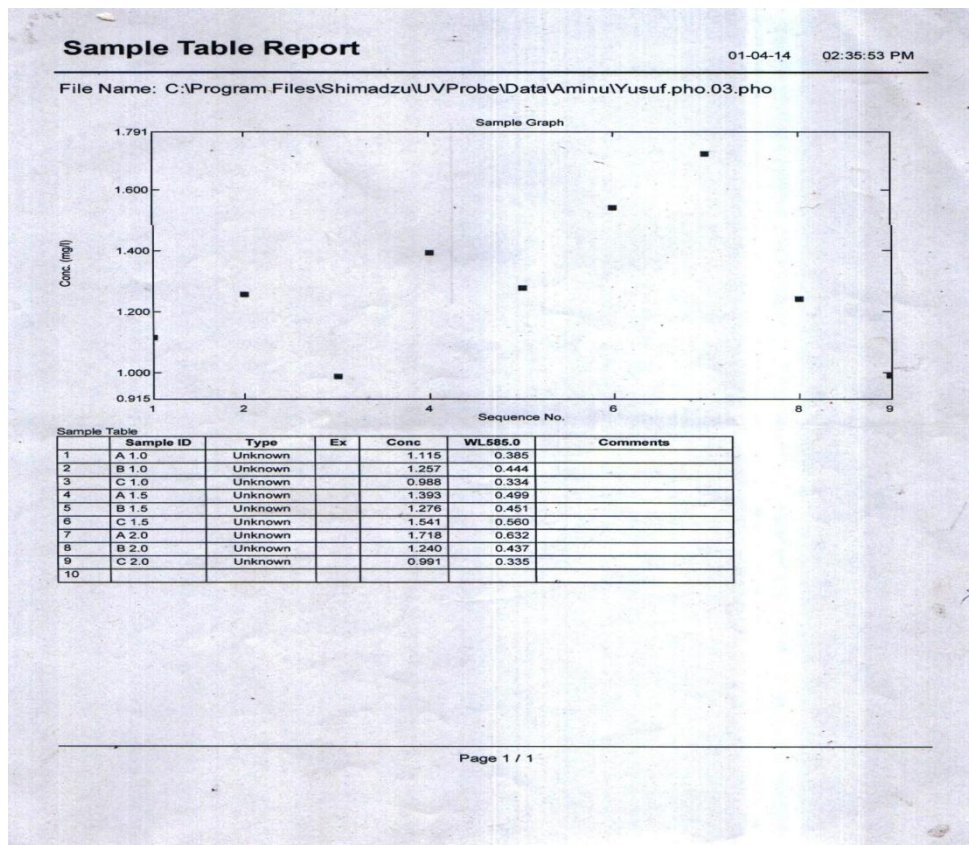 Sample Table Report
01-04-14 02:35:53 PM
File Name: C:\Program Files\Shimadzu\UVProbe\Data\Aminu\Yusuf.pho.03.pho
Sample Graph
1.791
1.600
1.400
1.200
1.000
0.915
Conc. (mg/l)
1 2 4 6 8 9
Sequence No.
Sample Table
Sample ID Type Ex Conc WL585.0 Comments
1 A 1.0 Unknown 1.115 0.385
2 B 1.0 Unknown 1.257 0.444
3 C 1.0 Unknown 0.988 0.334
4 A 1.5 Unknown 1.393 0.499
5 B 1.5 Unknown 1.276 0.451
6 C 1.5 Unknown 1.541 0.560
7 A 2.0 Unknown 1.718 0.632
8 B 2.0 Unknown 1.240 0.437
9 C 2.0 Unknown 0.991 0.335
10
Page 1 / 1